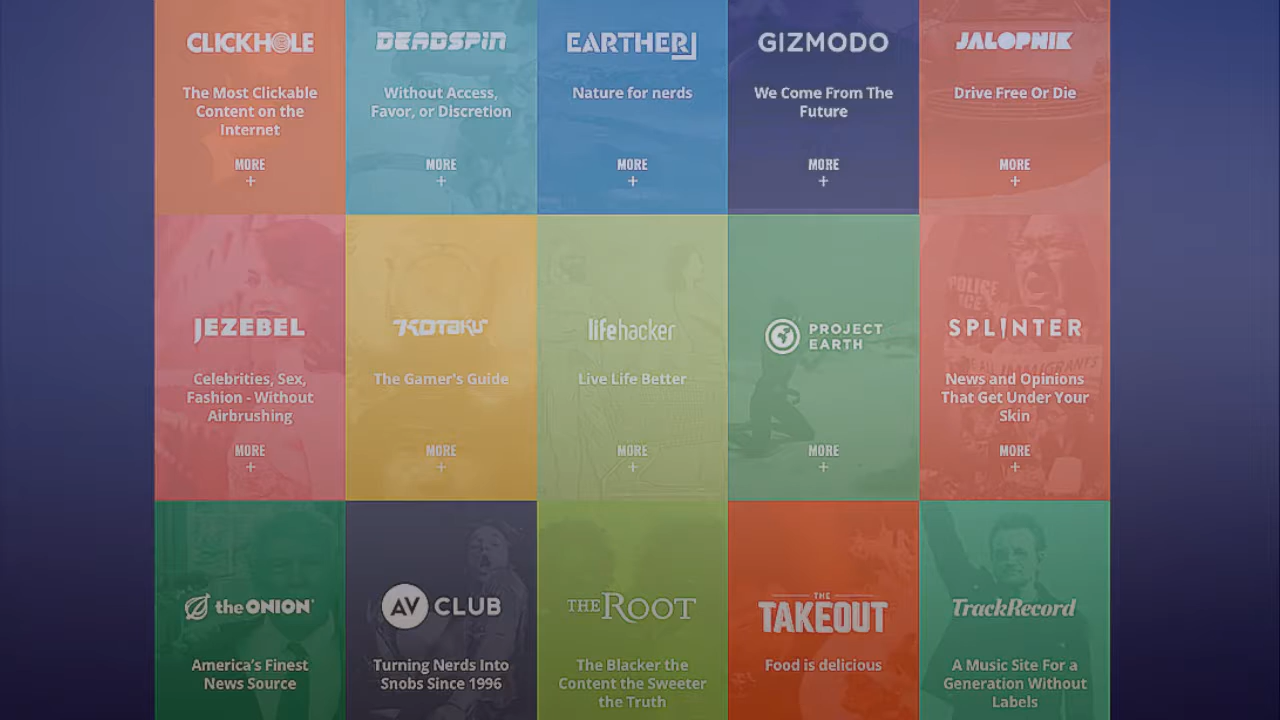 CLICKHOLE
The Most Clickable
Content on the
Internet
MORE
+
DEADSPIN
Without Access,
Favor, or Discretion
MORE
+
EARTHER
Nature for nerds
MORE
+
GIZMODO
We Come From The
Future
MORE
+
JALOPNIK
Drive Free Or Die
MORE
+
JEZEBEL
Celebrities, Sex,
Fashion - Without
Airbrushing
MORE
+
KOTAKU
The Gamer's Guide
MORE
+
lifehacker
Live Life Better
MORE
+
PROJECT
EARTH
MORE
+
POLICE
ICE
IMMIGRANTS
SPLINTER
News and Opinions
That Get Under Your
Skin
MORE
+
the ONION
America's Finest
News Source
AV CLUB
Turning Nerds Into
Snobs Since 1996
THE ROOT
The Blacker the
Content the Sweeter
the Truth
THE
TAKEOUT
Food is delicious
TrackRecord
A Music Site For a
Generation Without
Labels